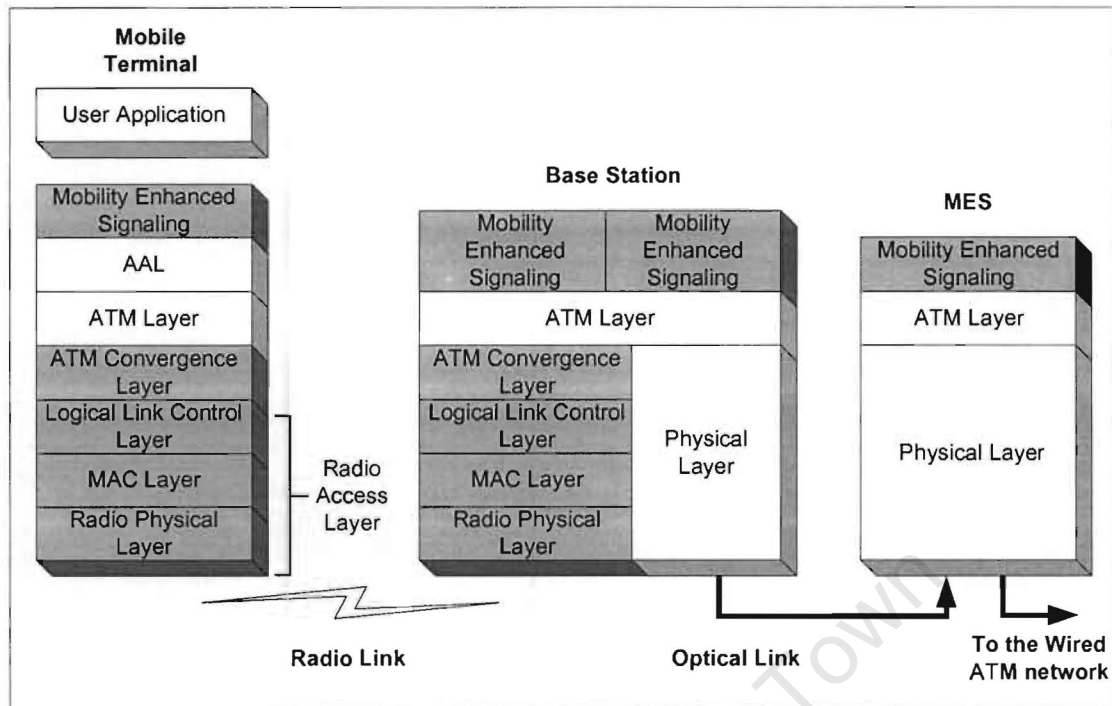 Mobile
Terminal
User Application
Mobility Enhanced
Signaling
AAL
ATM Layer
ATM Convergence
Layer
Logical Link Control
Layer
MAC Layer
Radio Physical
Layer
Radio
Access
Layer
Base Station
Mobility
Enhanced
Signaling
Mobility
Enhanced
Signaling
ATM Layer
ATM Convergence
Layer
Logical Link Control
Layer
MAC Layer
Radio Physical
Layer
Physical
Layer
MES
Mobility Enhanced
Signaling
ATM Layer
Physical Layer
Radio Link
Optical Link
To the Wired
ATM network
Town